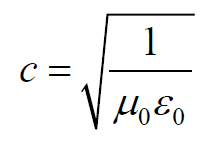 c = √(1 / μ₀ε₀)